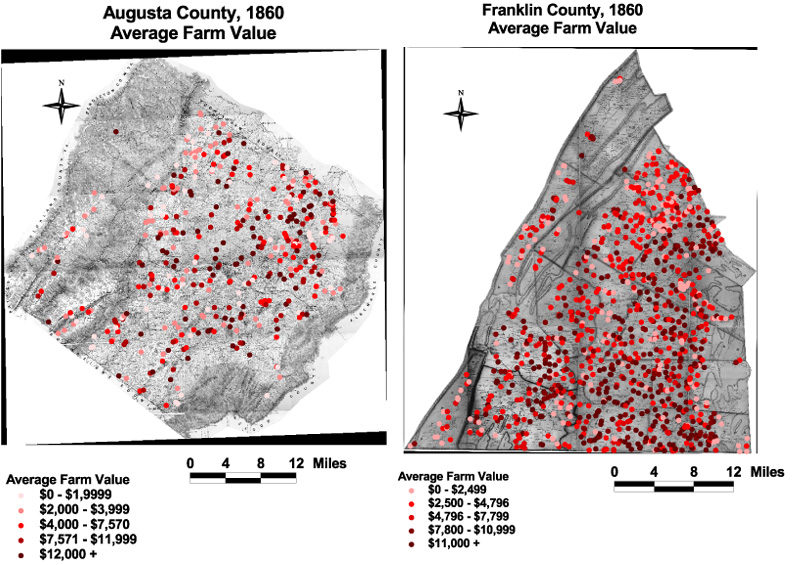 Augusta County, 1860
Average Farm Value
N
0 4 8 12 Miles
Average Farm Value
$0 - $1,9999
$2,000 - $3,999
$4,000 - $7,570
$7,571 - $11,999
$12,000 +
Franklin County, 1860
Average Farm Value
N
0 4 8 12 Miles
Average Farm Value
$0 - $2,499
$2,500 - $4,796
$4,796 - $7,799
$7,800 - $10,999
$11,000 +